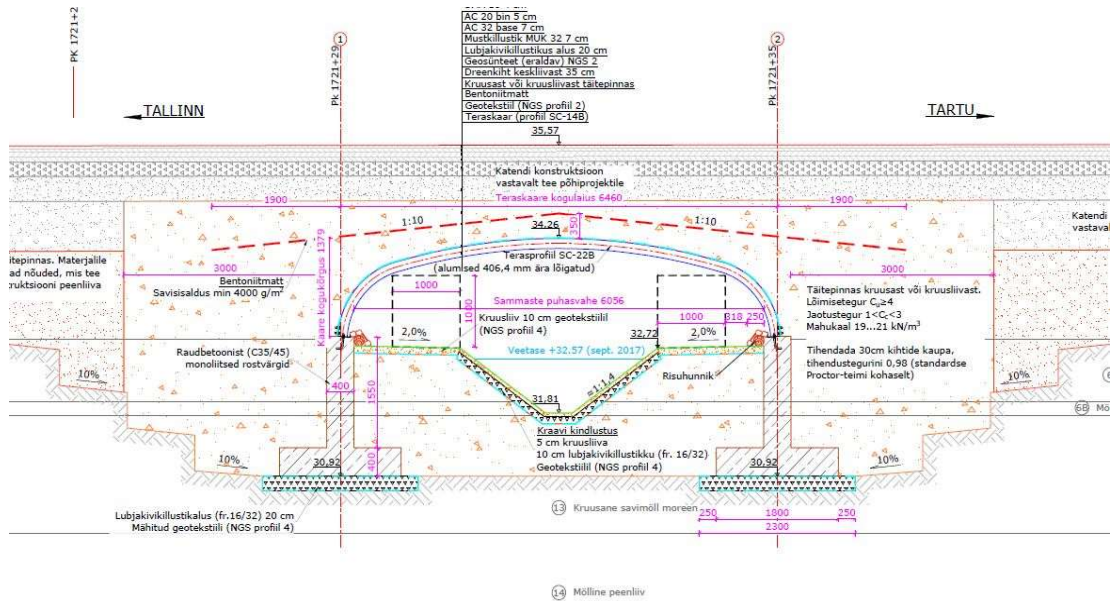 PK 1721+2
Pk 1721+29
1
Pk 1721+35
2
AC 20 bin 5 cm
AC 32 base 7 cm
Mustkillustik MUK 32 7 cm
Lubjakivikillustikus alus 20 cm
Geosünteet (eraldav) NGS 2
Dreenkiht keskliivast 35 cm
Kruusast või kruusliivast täitepinnas
Bentoniitmatt
Geotekstiil (NGS profiil 2)
Teraskaar (profiil SC-14B)
TALLINN
TARTU
35,57
Katendi konstruktsioon
vastavalt tee põhiprojektile
Teraskaare kogulaius 6460
1900
1900
1:10
1:10
34,26
350
Kaare kogukõrgus 1379
Terasprofiil SC-22B
(alumised 406,4 mm ära lõigatud)
Katendi
vastaval
itepinnas. Materjalile
ad nõuded, mis tee
ruktsiooni peenliiva
3000
Bentoniitmatt
Savisisaldus min 4000 g/m²
1000
1000
Sammaste puhasvahe 6056
Kruusliiv 10 cm geotekstiilil
(NGS profiil 4)
1000
318
250
3000
Täitepinnas kruusast või kruusliivast.
Lõimisetegur Cᵤ≥4
Jaotustegur 1<C꜀<3
Mahukaal 19...21 kN/m³
Tihendada 30cm kihtide kaupa,
tihendustegurini 0,98 (standardse
Proctor-teimi kohaselt)
2,0%
32,72
2,0%
Veetase +32.57 (sept. 2017)
Raudbetoonist (C35/45)
monoliitsed rostvärgid
Risuhunnik
10%
10%
400
1550
≈1:1,4
31,81
6B
Mö
Kraavi kindlustus
5 cm kruusliiva
10 cm lubjakivikillustikku (fr. 16/32)
Geotekstiilil (NGS profiil 4)
10%
10%
30,92
400
30,92
Lubjakivikillustikalus (fr.16/32) 20 cm
Mähitud geotekstiili (NGS profiil 4)
13 Kruusane savimöll moreen
250
1800
250
2300
14 Mölline peenliiv